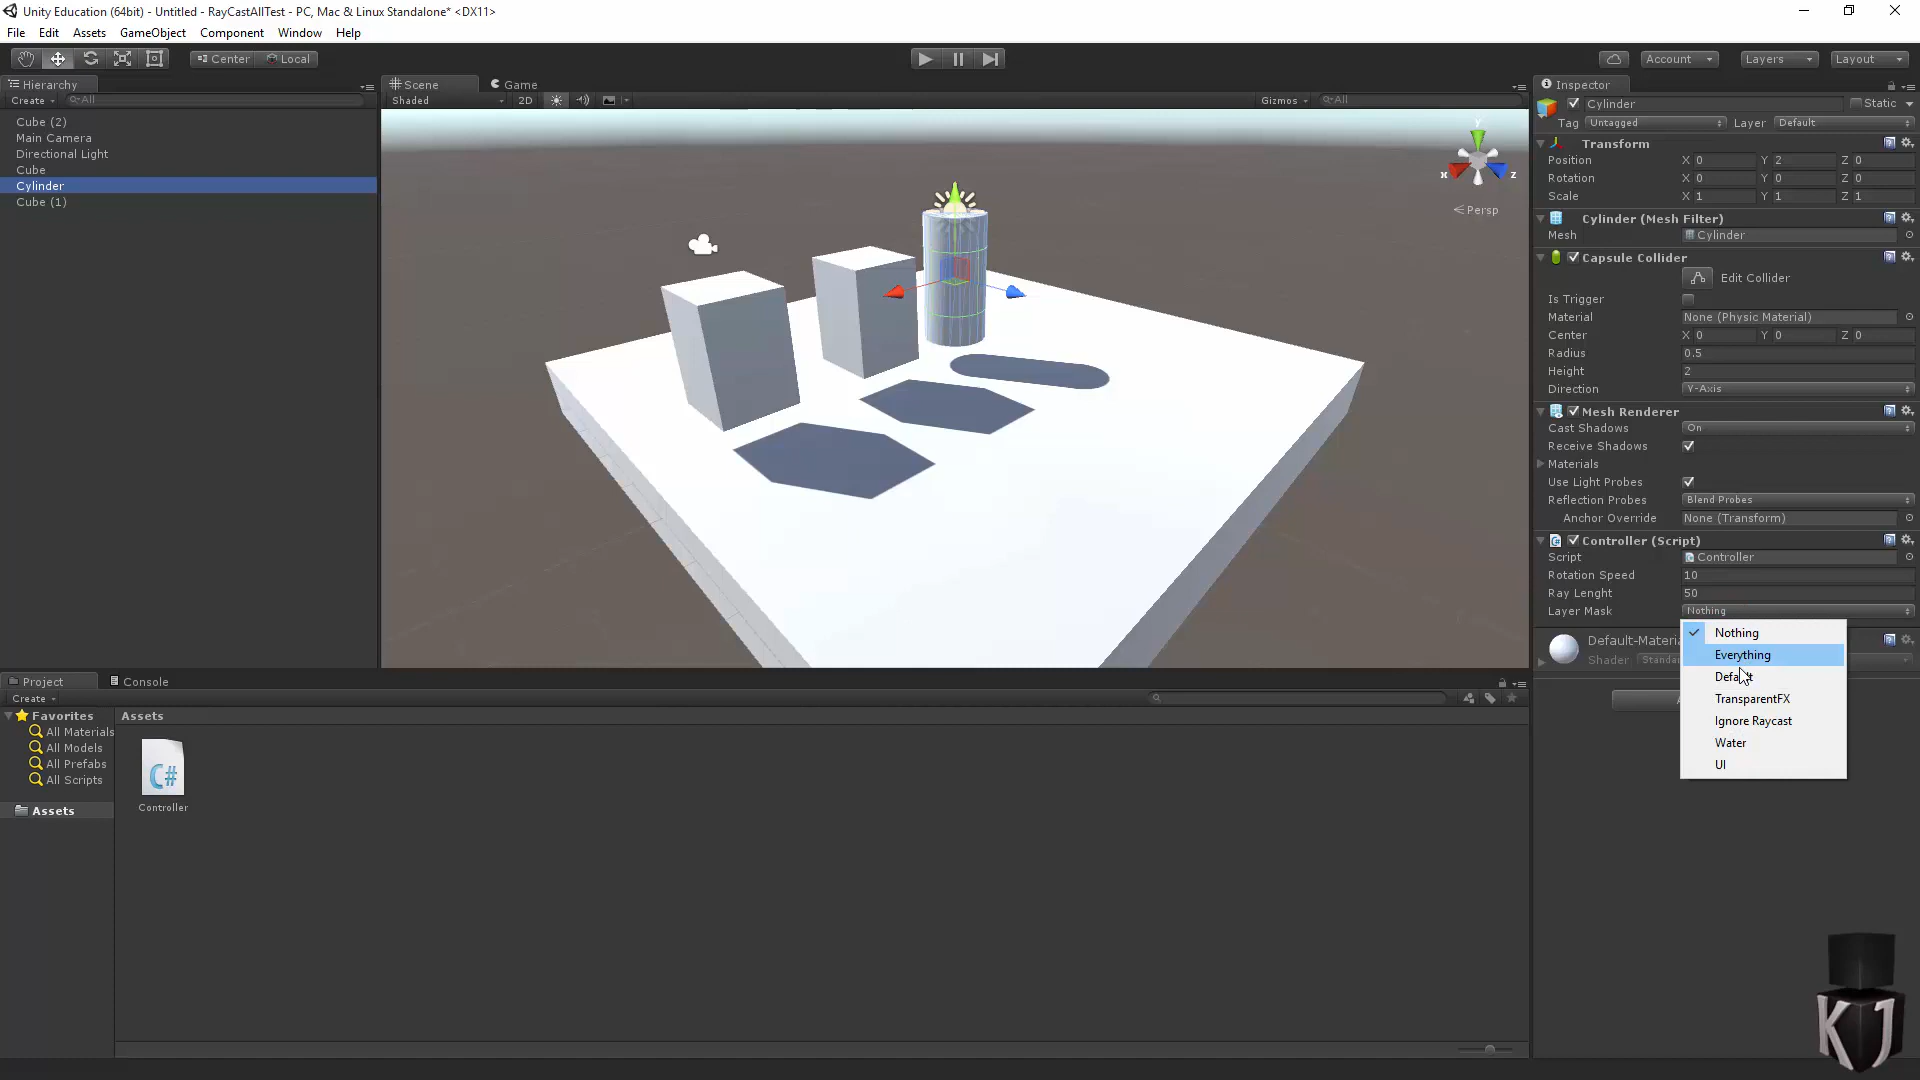 Unity Education (64bit) - Untitled - RayCastAllTest - PC, Mac & Linux Standalone* <DX11>
File Edit Assets GameObject Component Window Help
Center Local Account Layers Layout
Hierarchy
Create All
Cube (2)
Main Camera
Directional Light
Cube
Cylinder
Cube (1)
Scene Game
Shaded 2D Gizmos All
y
x z
Persp
Inspector
Cylinder Static
Tag Untagged Layer Default
Transform
Position X 0 Y 2 Z 0
Rotation X 0 Y 0 Z 0
Scale X 1 Y 1 Z 1
Cylinder (Mesh Filter)
Mesh Cylinder
Capsule Collider
Edit Collider
Is Trigger
Material None (Physic Material)
Center X 0 Y 0 Z 0
Radius 0.5
Height 2
Direction Y-Axis
Mesh Renderer
Cast Shadows On
Receive Shadows
Materials
Use Light Probes
Reflection Probes Blend Probes
Anchor Override None (Transform)
Controller (Script)
Script Controller
Rotation Speed 10
Ray Lenght 50
Layer Mask Nothing
Nothing
Everything
Default
TransparentFX
Ignore Raycast
Water
UI
Default-Materi
Shader Standar
Project Console
Create
Favorites
All Materials
All Models
All Prefabs
All Scripts
Assets
Assets
C#
Controller
KJ